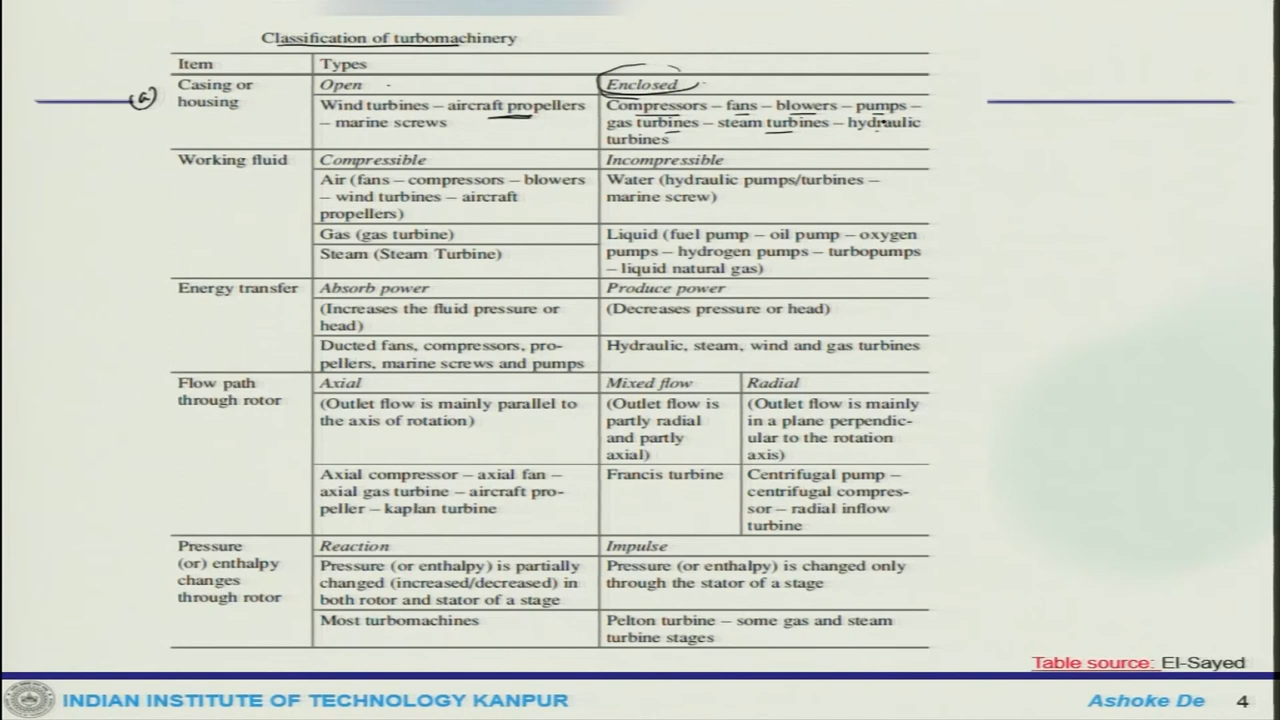 Classification of turbomachinery
Item Types
Casing or housing
(a)
Open
Enclosed
Wind turbines – aircraft propellers
– marine screws
Compressors – fans – blowers – pumps –
gas turbines – steam turbines – hydraulic
turbines
Working fluid
Compressible
Incompressible
Air (fans – compressors – blowers
– wind turbines – aircraft
propellers)
Water (hydraulic pumps/turbines –
marine screw)
Gas (gas turbine)
Steam (Steam Turbine)
Liquid (fuel pump – oil pump – oxygen
pumps – hydrogen pumps – turbopumps
– liquid natural gas)
Energy transfer
Absorb power
Produce power
(Increases the fluid pressure or
head)
(Decreases pressure or head)
Ducted fans, compressors, pro-
pellers, marine screws and pumps
Hydraulic, steam, wind and gas turbines
Flow path
through rotor
Axial
Mixed flow
Radial
(Outlet flow is mainly parallel to
the axis of rotation)
(Outlet flow is
partly radial
and partly
axial)
(Outlet flow is mainly
in a plane perpendic-
ular to the rotation
axis)
Axial compressor – axial fan –
axial gas turbine – aircraft pro-
peller – kaplan turbine
Francis turbine
Centrifugal pump –
centrifugal compres-
sor – radial inflow
turbine
Pressure
(or) enthalpy
changes
through rotor
Reaction
Impulse
Pressure (or enthalpy) is partially
changed (increased/decreased) in
both rotor and stator of a stage
Pressure (or enthalpy) is changed only
through the stator of a stage
Most turbomachines
Pelton turbine – some gas and steam
turbine stages
Table source: El-Sayed
INDIAN INSTITUTE OF TECHNOLOGY KANPUR
Ashoke De 4